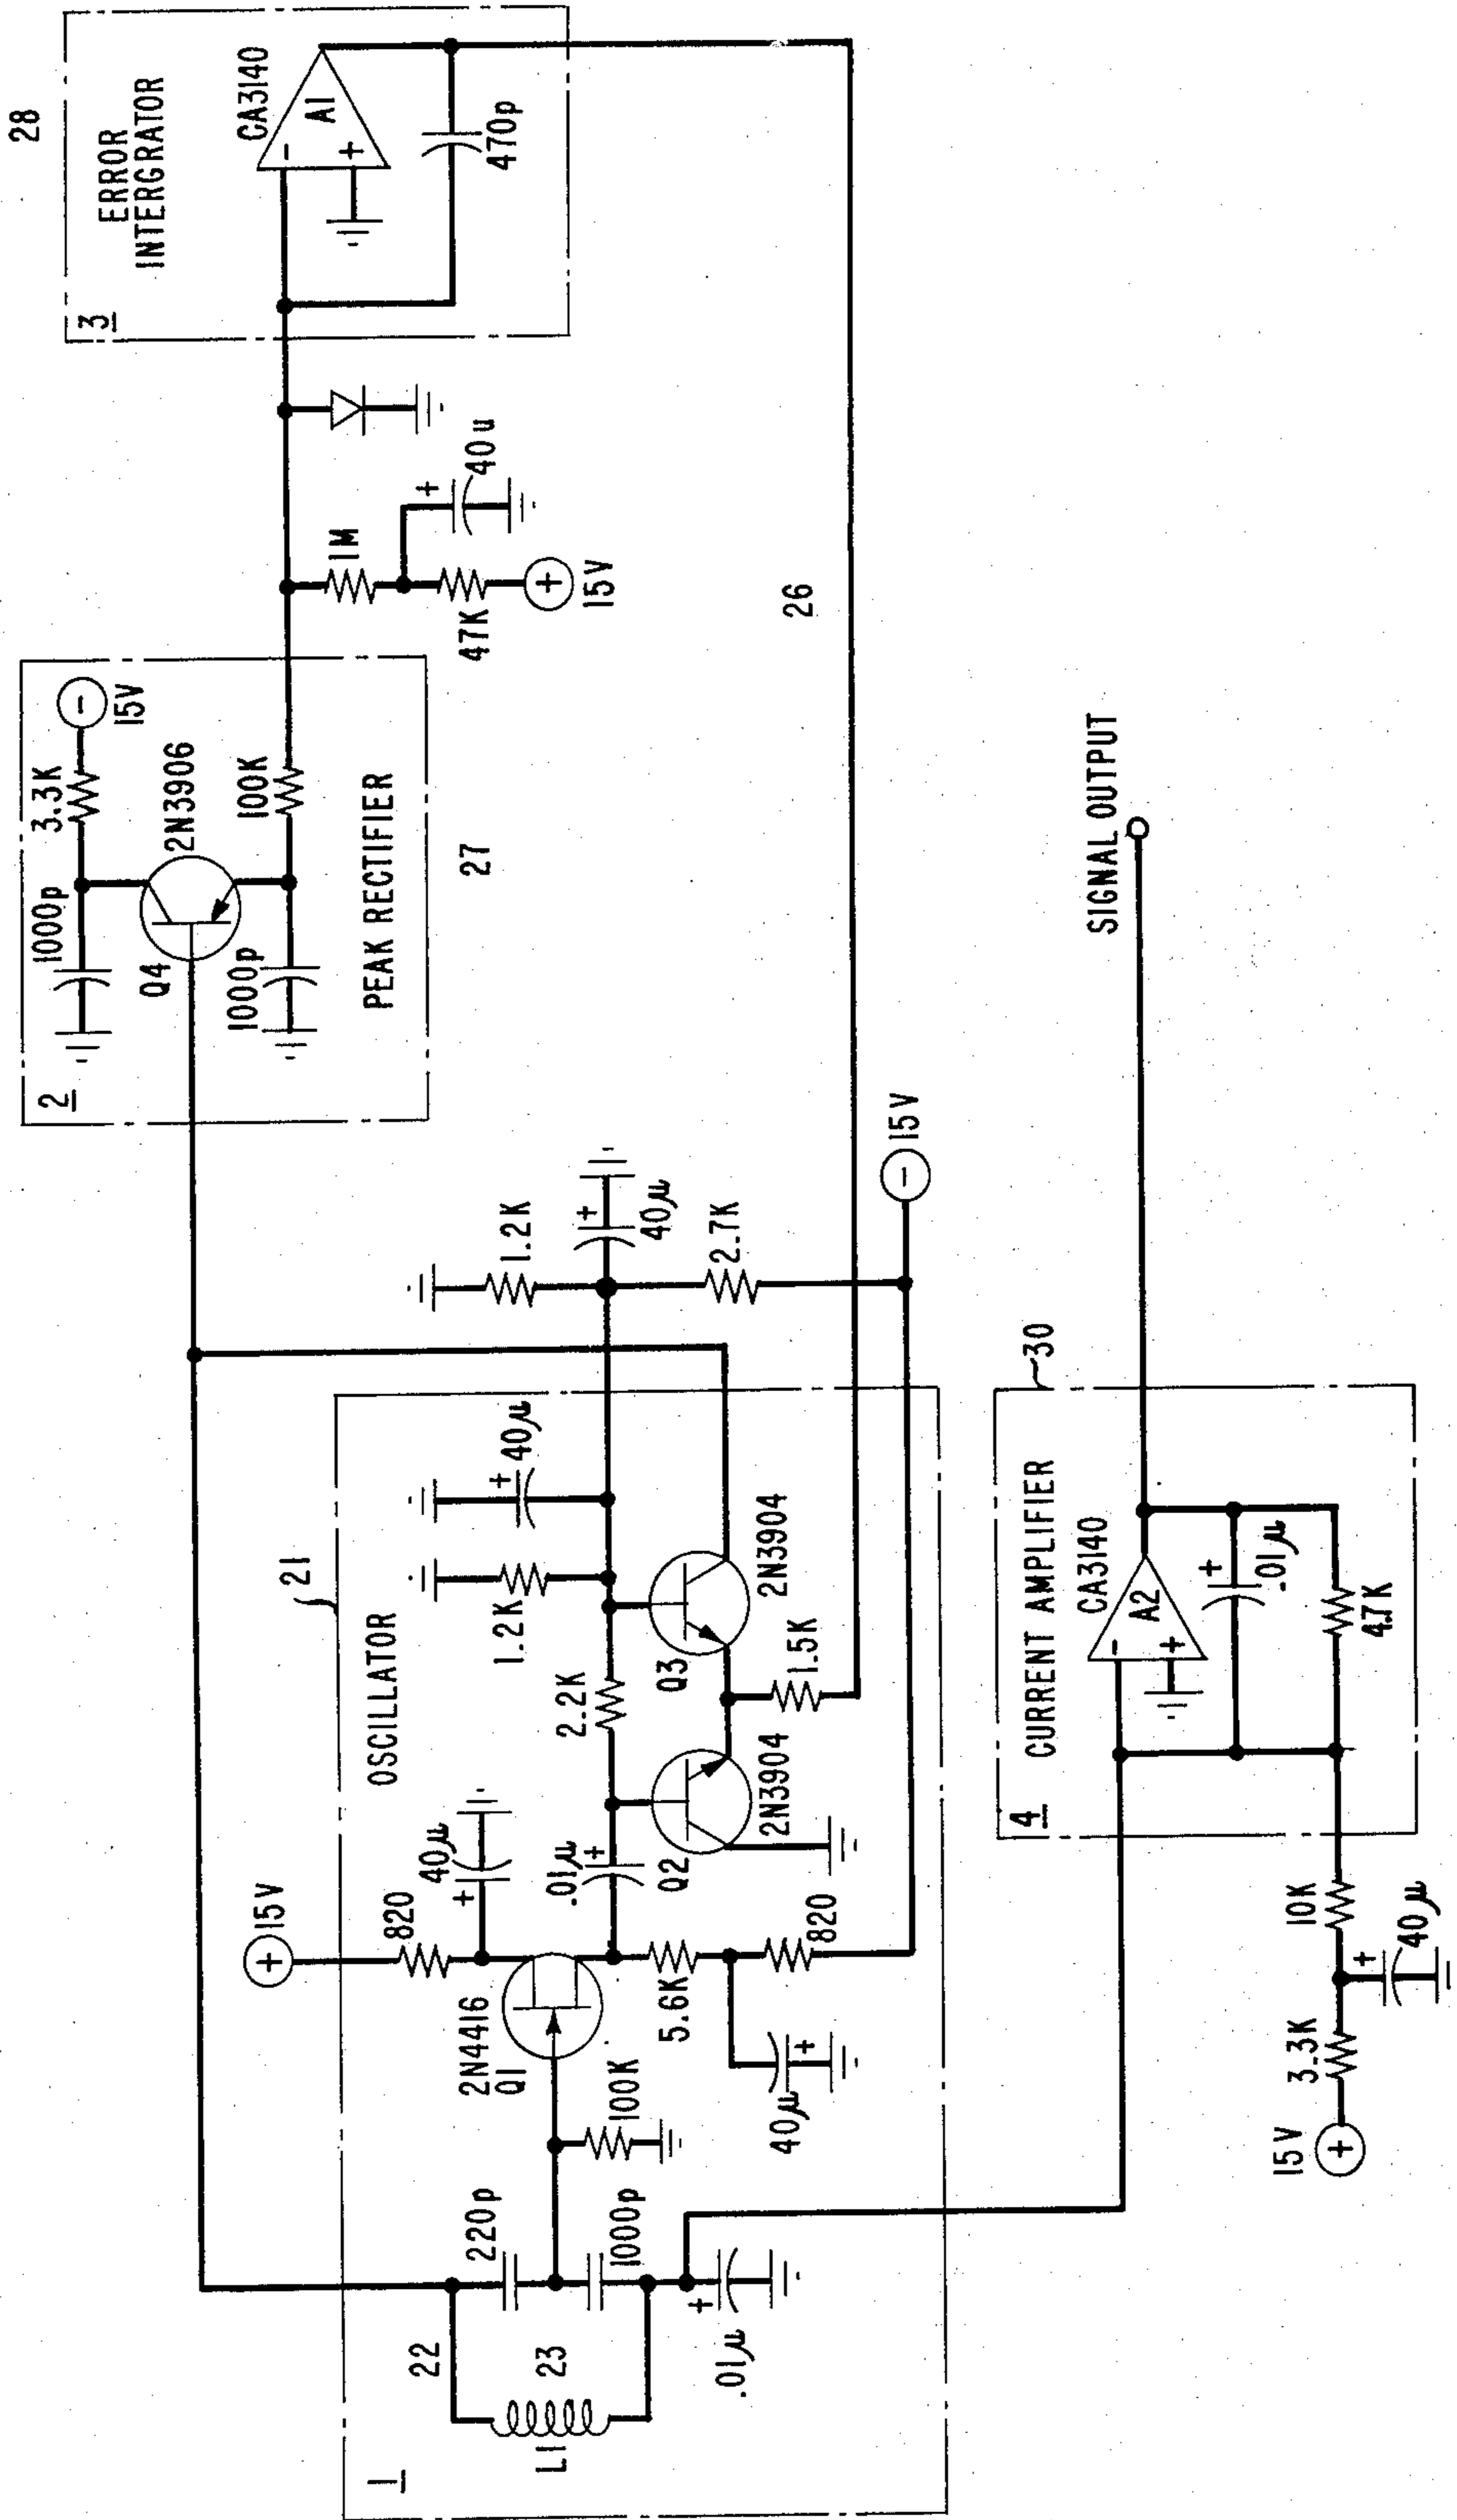 28
ERROR
INTERGRATOR
3
CA3140
A1
-
+
470p
40u
+
1M
47K
+
15V
26
2
1000p
3.3K
-
15V
Q4
2N3906
1000p
100K
PEAK RECTIFIER
27
1.2K
+
40μ
2.7K
-
15V
21
OSCILLATOR
1
+
15V
820
40μ
+
2N4416
Q1
.01μ
+
2.2K
1.2K
40μ
+
Q2
2N3904
Q3
2N3904
1.5K
5.6K
820
40μ
+
100K
220p
1000p
22
23
L1
+
.01μ
30
CURRENT AMPLIFIER
4
CA3140
A2
-
+
+
.01μ
47K
SIGNAL OUTPUT
10K
+
40μ
3.3K
15V
+